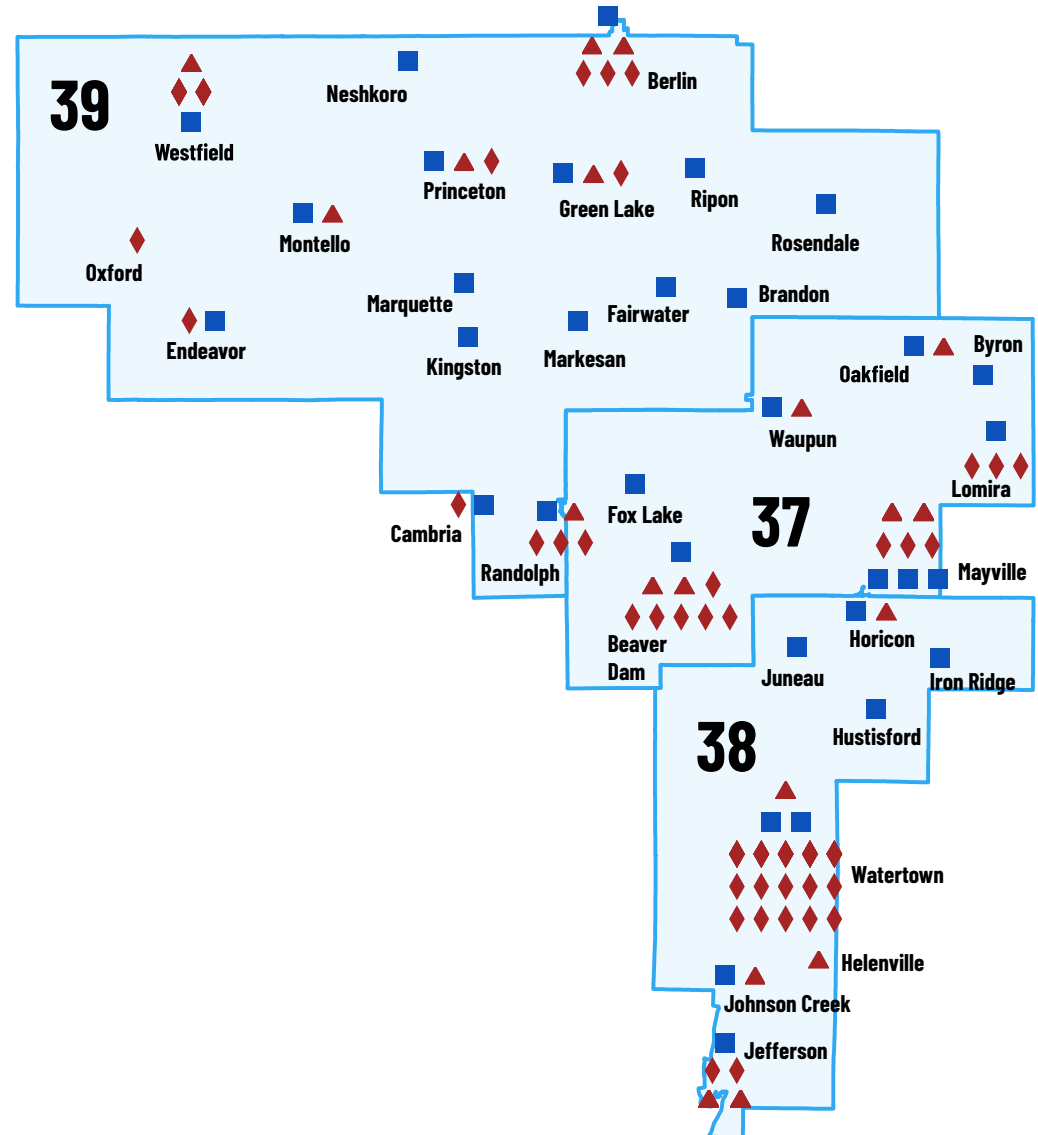 39
Neshkoro
Berlin
Westfield
Princeton
Green Lake
Ripon
Rosendale
Montello
Oxford
Marquette
Fairwater
Brandon
Endeavor
Kingston
Markesan
Oakfield
Byron
Waupun
Lomira
Cambria
Fox Lake
37
Randolph
Mayville
Beaver
Dam
Horicon
Juneau
Iron Ridge
Hustisford
38
Watertown
Helenville
Johnson Creek
Jefferson